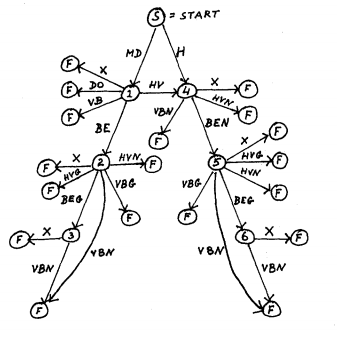 S = START
MD H
F X X F
F DO 1 HV 4 HVN F
F VB VBN
F
BE BEN
F X 2 HVN F
X F
5 HVG F
HVN
F HVG F
BEG VBG VBG BEG
F F
F X 3 6 X F
VBN VBN VBN VBN
F F